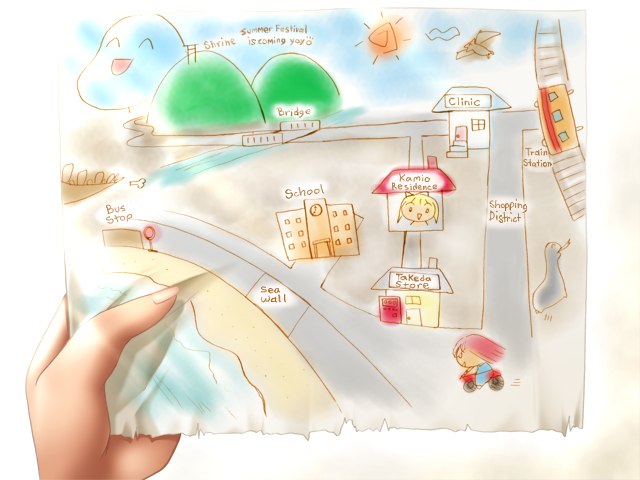 Summer Festival
Shrine is coming yay
Bridge
Clinic
Train
Station
Kamio
Residence
School
Shopping
District
Bus
Stop
Takeda
Store
Sea
Wall